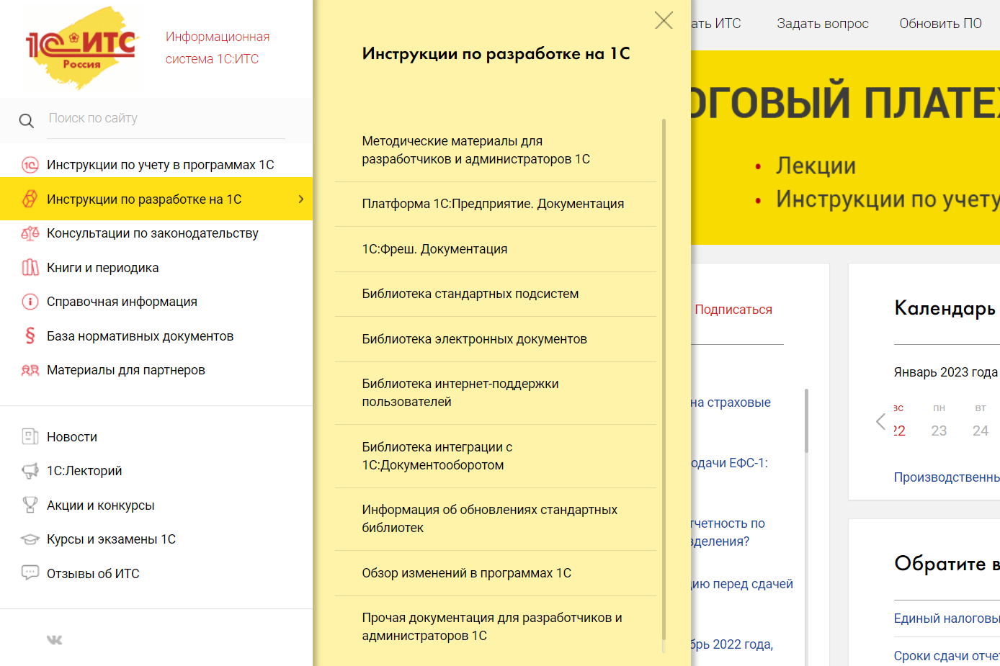 1С ИТС
Россия
Информационная
система 1С:ИТС
Поиск по сайту
Инструкции по учету в программах 1С
Инструкции по разработке на 1С
Консультации по законодательству
Книги и периодика
Справочная информация
База нормативных документов
Материалы для партнеров
Новости
1С:Лекторий
Акции и конкурсы
Курсы и экзамены 1С
Отзывы об ИТС
Инструкции по разработке на 1С
Методические материалы для
разработчиков и администраторов 1С
Платформа 1С:Предприятие. Документация
1С:Фреш. Документация
Библиотека стандартных подсистем
Библиотека электронных документов
Библиотека интернет-поддержки
пользователей
Библиотека интеграции с
1С:Документооборотом
Информация об обновлениях стандартных
библиотек
Обзор изменений в программах 1С
Прочая документация для разработчиков и
администраторов 1С
ать ИТС
Задать вопрос
Обновить ПО
ОГОВЫЙ ПЛАТЕЖ
• Лекции
• Инструкции по учету
Подписаться
на страховые
одачи ЕФС-1:
тчетность по
зделения?
цию перед сдачей
брь 2022 года,
Календарь
Январь 2023 года
вс пн вт
22 23 24
Производственны
Обратите в
Единый налоговы
Сроки сдачи отчет